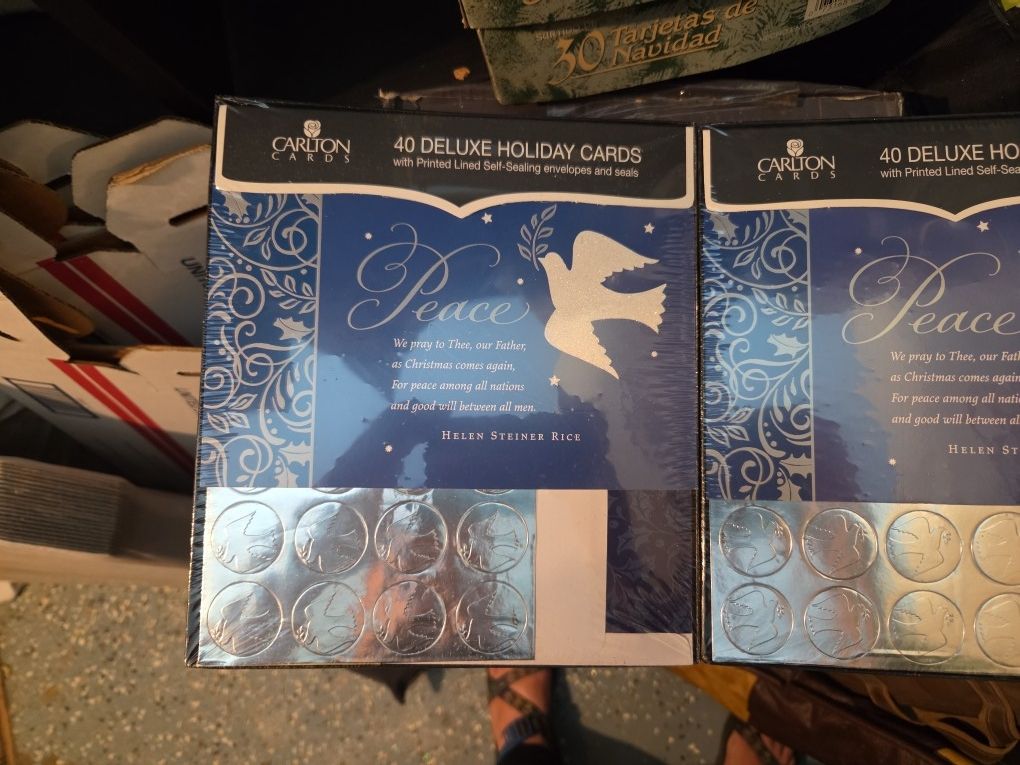 30 Tarjetas de
Navidad
CARLTON
CARDS
40 DELUXE HOLIDAY CARDS
with Printed Lined Self-Sealing envelopes and seals
Peace
We pray to Thee, our Father,
as Christmas comes again,
For peace among all nations
and good will between all men.
HELEN STEINER RICE
CARLTON
CARDS
40 DELUXE HO
with Printed Lined Self-Sea
Peace
We pray to Thee, our Fath
as Christmas comes again,
For peace among all natio
and good will between al
HELEN ST